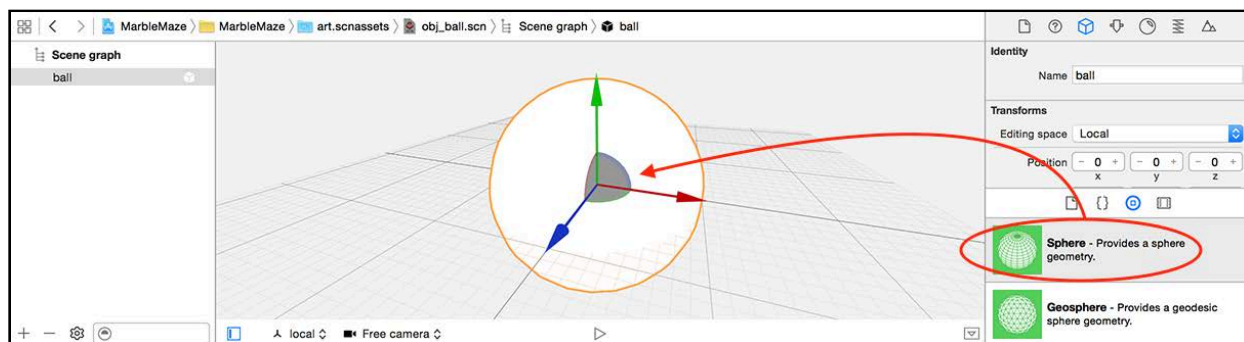 MarbleMaze MarbleMaze art.scnassets obj_ball.scn Scene graph ball
Scene graph
ball
Identity
Name ball
Transforms
Editing space Local
Position - 0 + - 0 + - 0 +
x y z
{}
Sphere - Provides a sphere
geometry.
Geosphere - Provides a geodesic
sphere geometry.
local Free camera